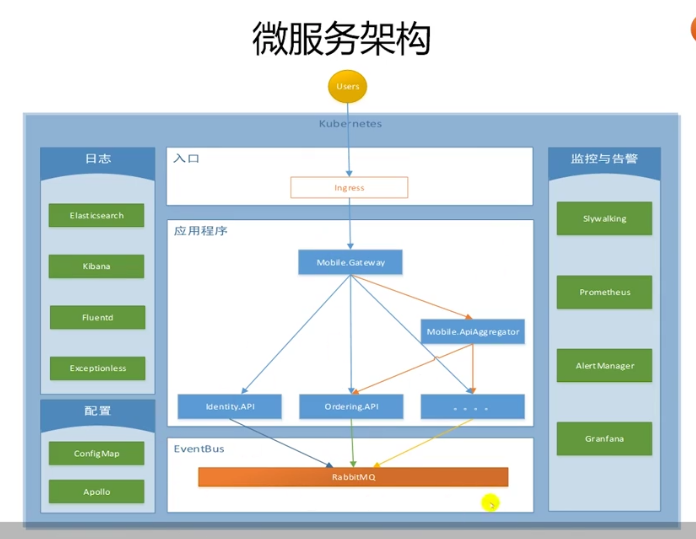 微服务架构
Users
Kubernetes
日志
Elasticsearch
Kibana
Fluentd
Exceptionless
配置
ConfigMap
Apollo
入口
Ingress
应用程序
Mobile.Gateway
Mobile.ApiAggregator
Identity.API
Ordering.API
。。。。
EventBus
RabbitMQ
监控与告警
Slywalking
Prometheus
AlertManager
Granfana